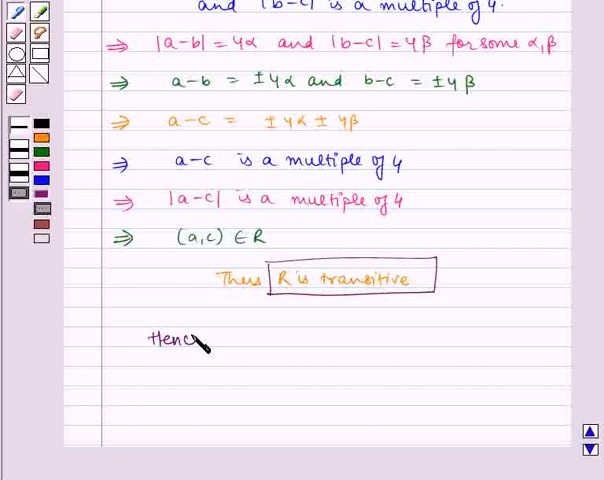 and |b-c| is a multiple of 4.
⇒ |a-b| = 4α and |b-c| = 4β for some α,β
⇒ a-b = ±4α and b-c = ±4β
⇒ a-c = ±4α ± 4β
⇒ a-c is a multiple of 4
⇒ |a-c| is a multiple of 4
⇒ (a,c) ∈ R
Thus R is transitive
Henc